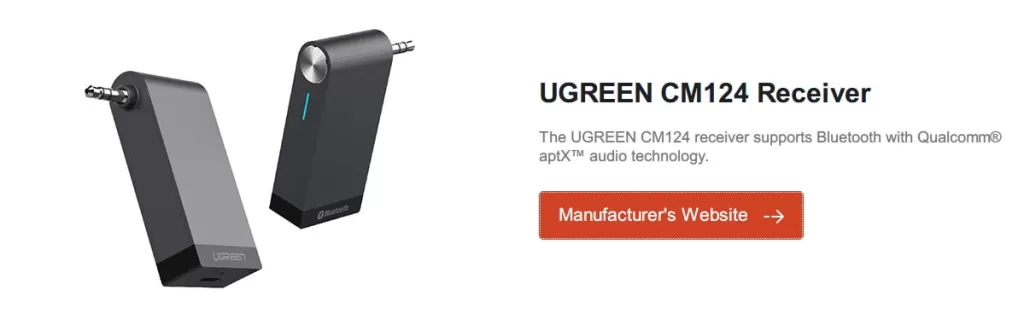 UGREEN CM124 Receiver
The UGREEN CM124 receiver supports Bluetooth with Qualcomm®
aptX™ audio technology.
Manufacturer's Website
Bluetooth
UGREEN